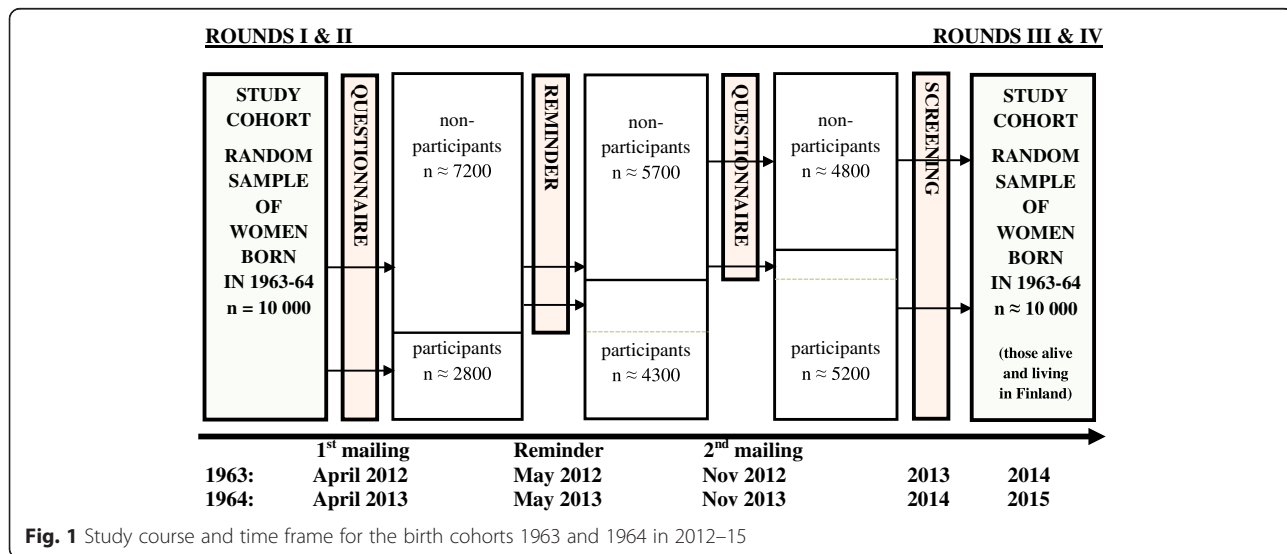 ROUNDS I & II
ROUNDS III & IV
STUDY
COHORT
RANDOM
SAMPLE
OF
WOMEN
BORN
IN 1963-64
n = 10 000
QUESTIONNAIRE
non-
participants
n ≈ 7200
participants
n ≈ 2800
REMINDER
non-
participants
n ≈ 5700
participants
n ≈ 4300
QUESTIONNAIRE
non-
participants
n ≈ 4800
participants
n ≈ 5200
SCREENING
STUDY
COHORT
RANDOM
SAMPLE
OF
WOMEN
BORN
IN 1963-64
n ≈ 10 000
(those alive
and living
in Finland)
1st mailing Reminder 2nd mailing
1963: April 2012 May 2012 Nov 2012 2013 2014
1964: April 2013 May 2013 Nov 2013 2014 2015
Fig. 1 Study course and time frame for the birth cohorts 1963 and 1964 in 2012–15